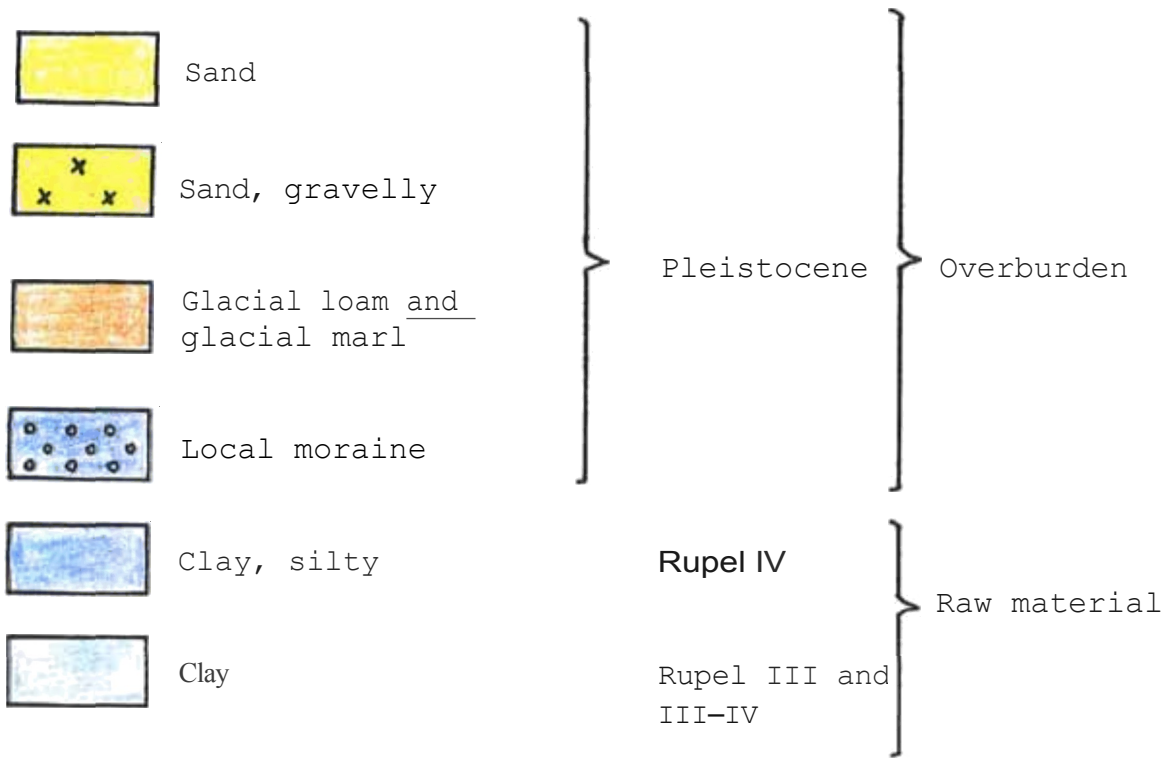 Sand
Sand, gravelly
Glacial loam and
glacial marl
Pleistocene
Overburden
Local moraine
Clay, silty
Rupel IV
Raw material
Clay
Rupel III and
III–IV